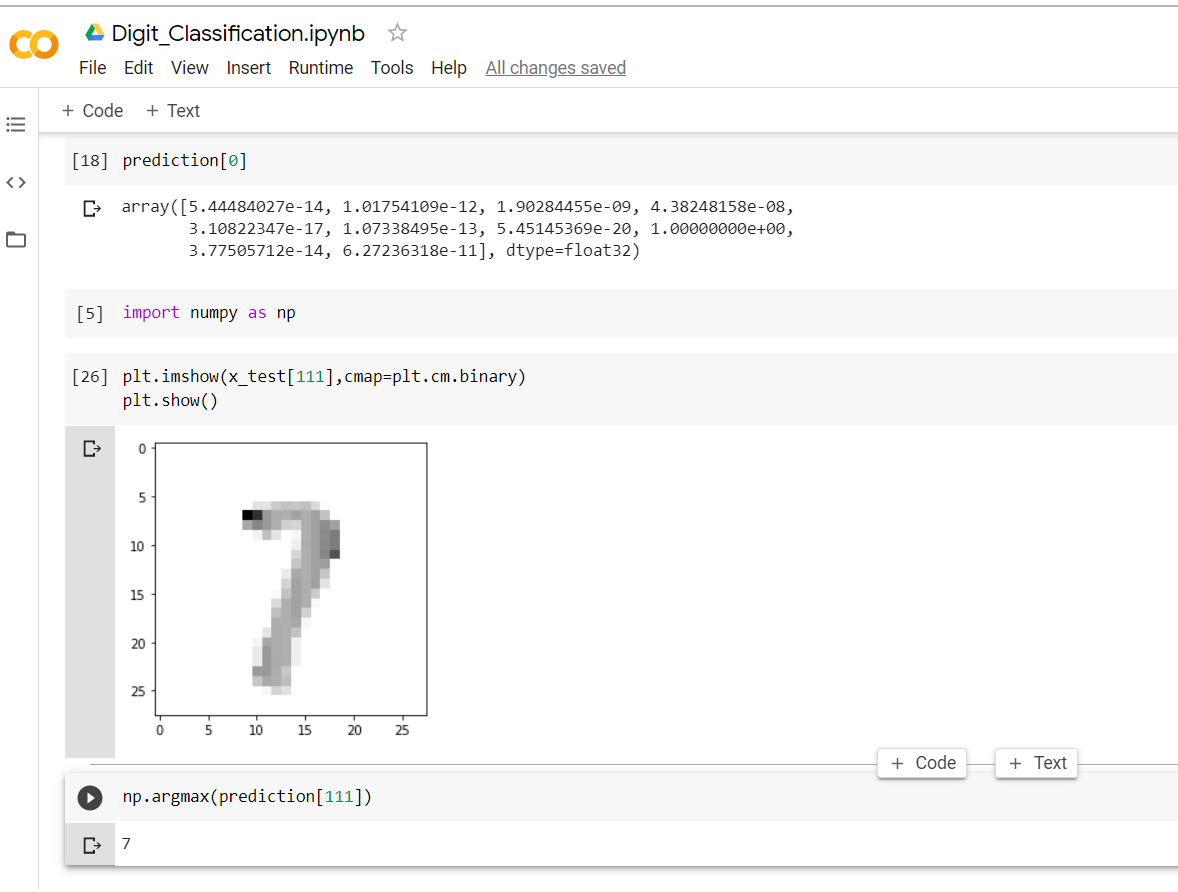 Digit_Classification.ipynb
File Edit View Insert Runtime Tools Help All changes saved
+ Code + Text
[18] prediction[0]
array([5.44484027e-14, 1.01754109e-12, 1.90284455e-09, 4.38248158e-08,
3.10822347e-17, 1.07338495e-13, 5.45145369e-20, 1.00000000e+00,
3.77505712e-14, 6.27236318e-11], dtype=float32)
[5] import numpy as np
[26] plt.imshow(x_test[111],cmap=plt.cm.binary)
plt.show()
0
5
10
15
20
25
0 5 10 15 20 25
7
+ Code + Text
np.argmax(prediction[111])
7